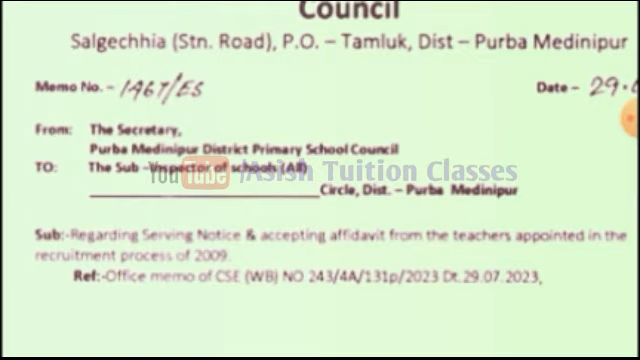 Council
Salgechhia (Stn. Road), P.O. – Tamluk, Dist – Purba Medinipur
Memo No. – 1467/ES Date – 29.
From: The Secretary,
Purba Medinipur District Primary School Council
TO: The Sub –Inspector of schools (All)
YouTube /Asish Tuition Classes
Circle, Dist. – Purba Medinipur
Sub:-Regarding Serving Notice & accepting affidavit from the teachers appointed in the
recruitment process of 2009.
Ref:-Office memo of CSE (WB) NO 243/4A/131p/2023 Dt.29.07.2023,